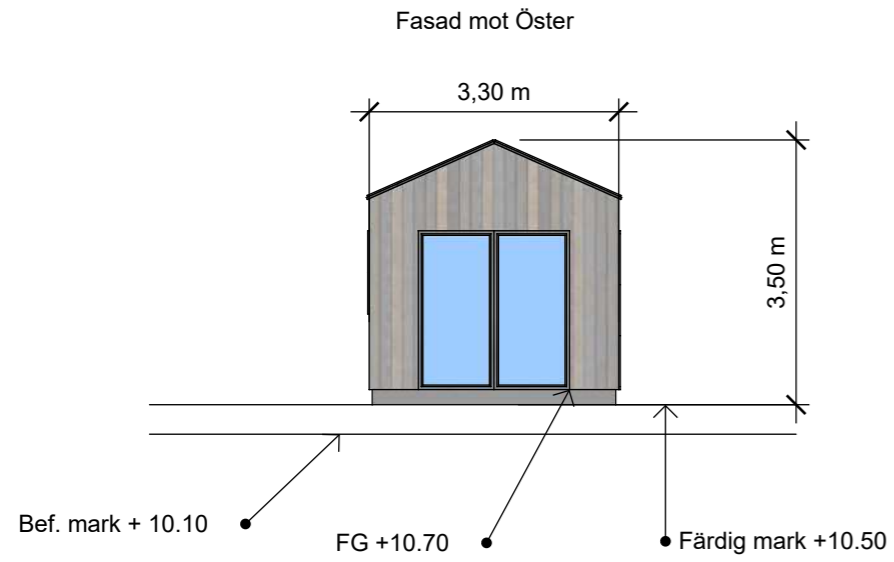 Fasad mot Öster
3,30 m
3,50 m
Bef. mark + 10.10
FG +10.70
Färdig mark +10.50